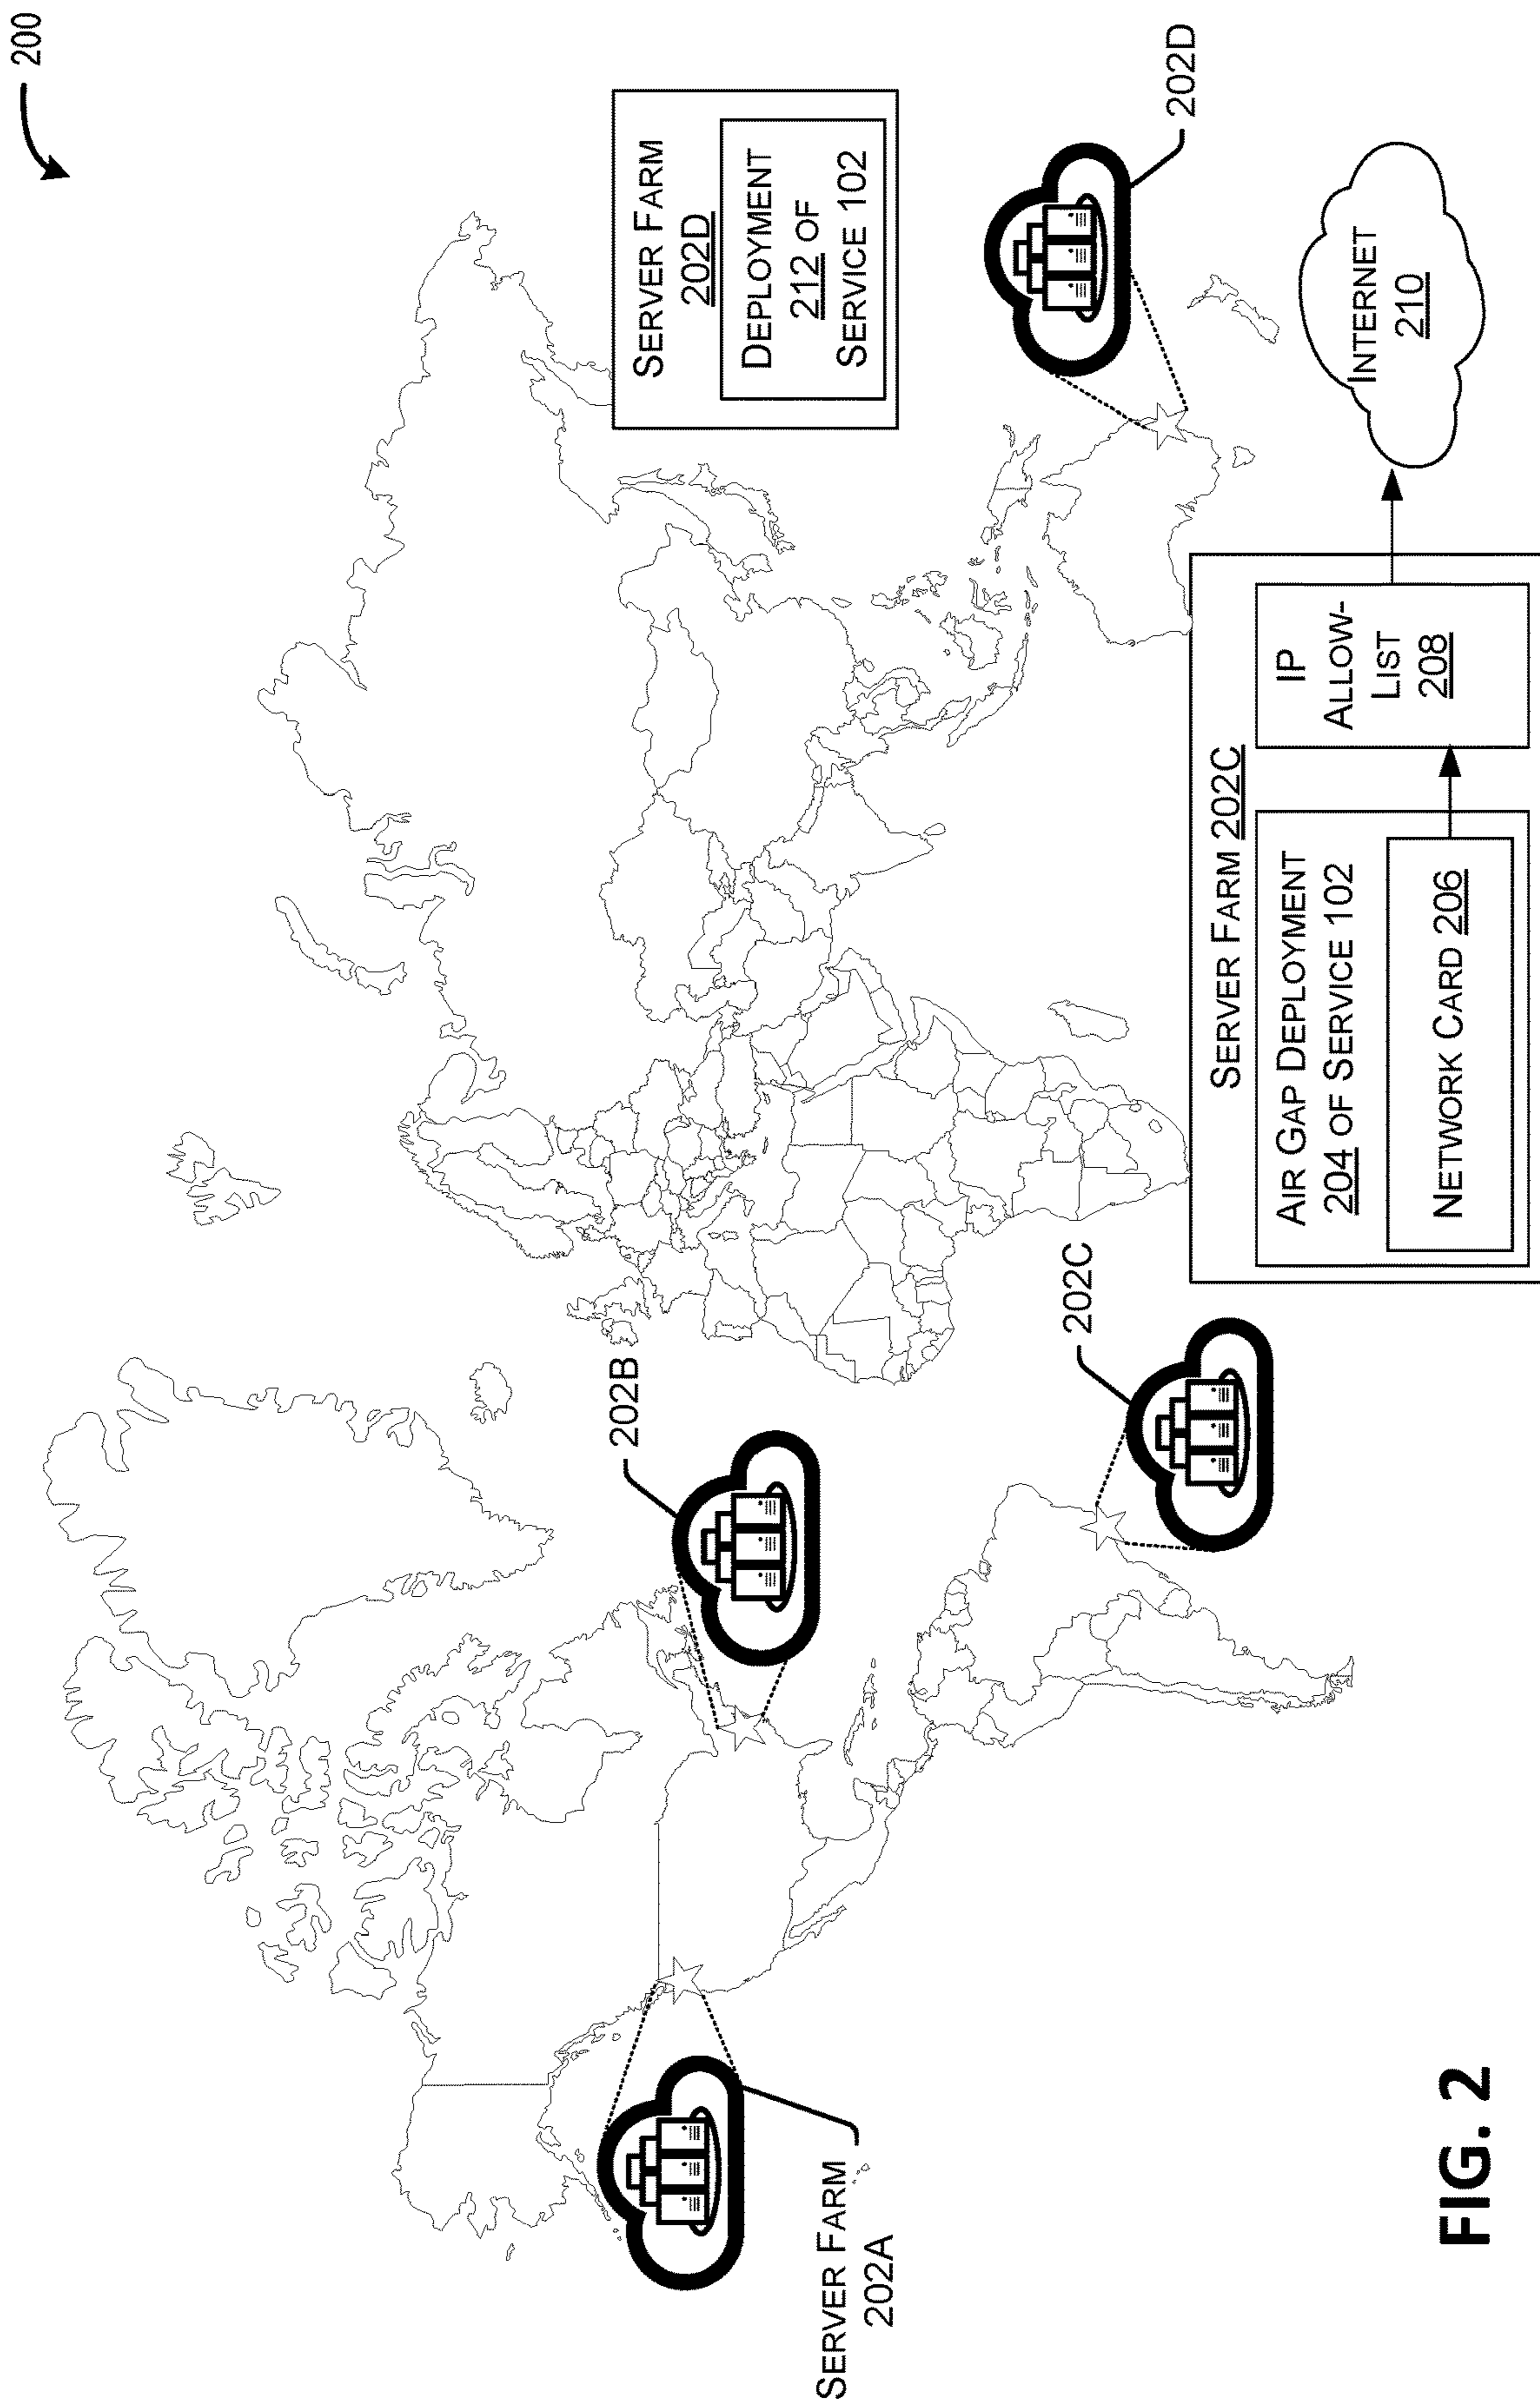 200
SERVER FARM
202A
202B
202C
202D
SERVER FARM
202D
DEPLOYMENT
212 OF
SERVICE 102
SERVER FARM 202C
AIR GAP DEPLOYMENT
204 OF SERVICE 102
NETWORK CARD 206
IP
ALLOW-
LIST
208
INTERNET
210
FIG. 2